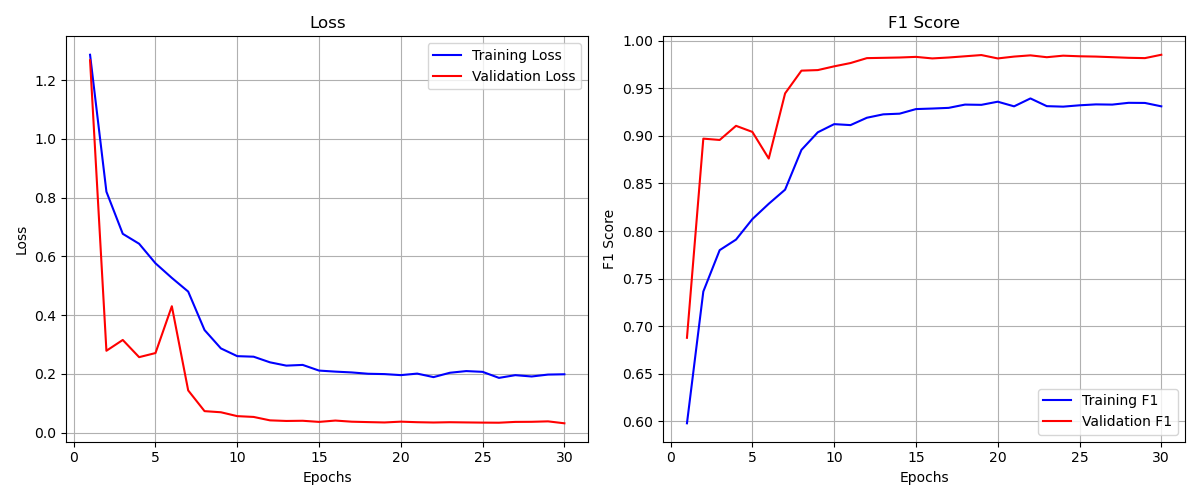 Loss
Training Loss
Validation Loss
1.2
1.0
0.8
0.6
0.4
0.2
0.0
Loss
0 5 10 15 20 25 30
Epochs
F1 Score
1.00
0.95
0.90
0.85
0.80
0.75
0.70
0.65
0.60
F1 Score
Training F1
Validation F1
0 5 10 15 20 25 30
Epochs